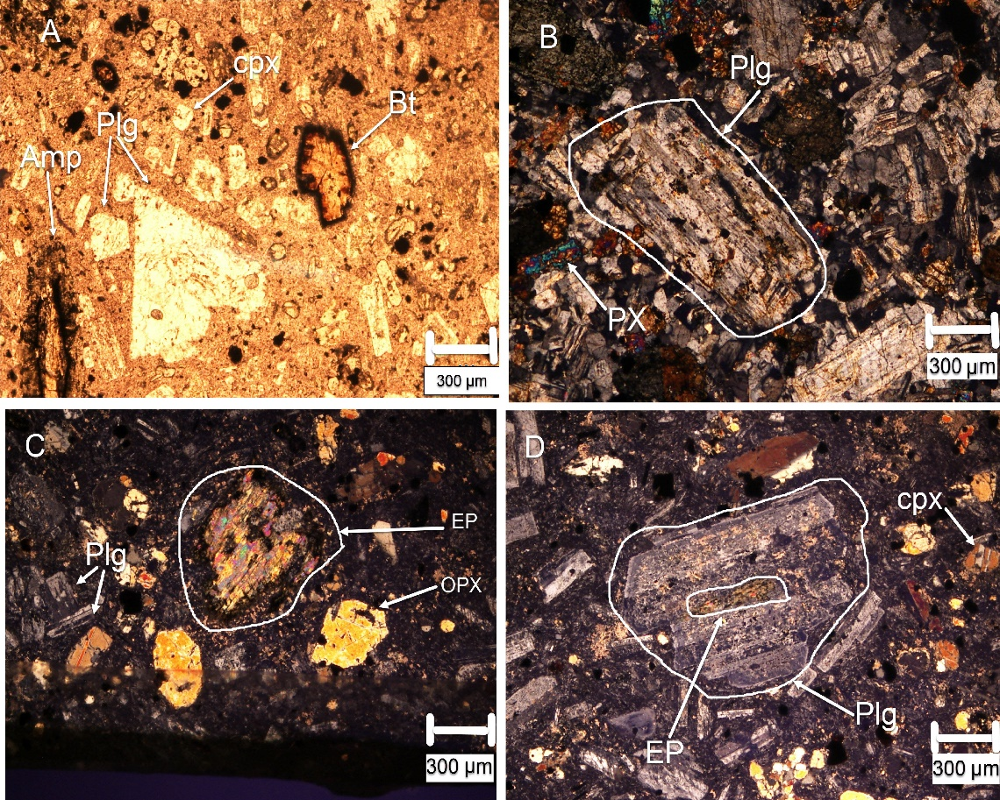 A
cpx
Bt
Plg
Amp
300 µm
B
Plg
PX
300 µm
C
EP
Plg
OPX
300 µm
D
cpx
Plg
EP
300 µm